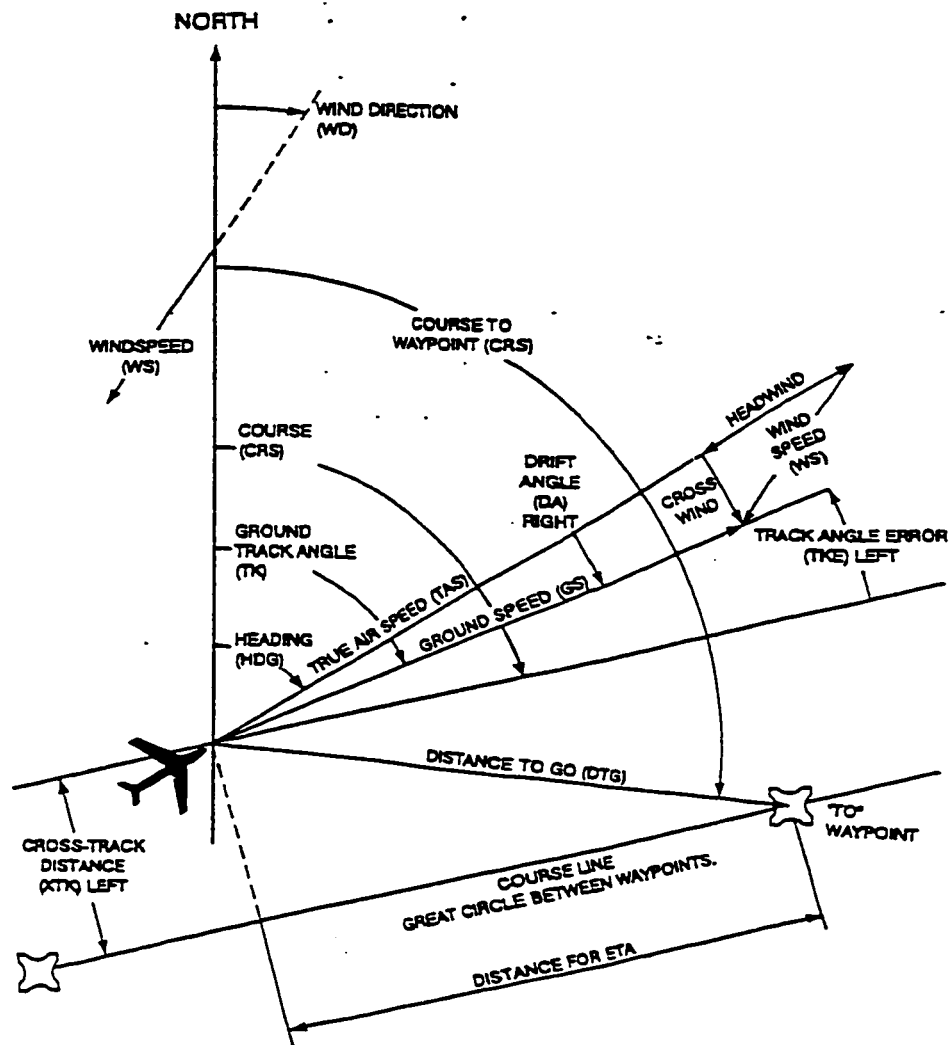 NORTH
WIND DIRECTION
(WD)
WINDSPEED
(WS)
COURSE TO
WAYPOINT (CRS)
HEADWIND
WIND
SPEED
(WS)
COURSE
(CRS)
DRIFT
ANGLE
(DA)
RIGHT
CROSS
WIND
GROUND
TRACK ANGLE
(TK)
TRACK ANGLE ERROR
(TKE) LEFT
TRUE AIR SPEED (TAS)
GROUND SPEED (GS)
HEADING
(HDG)
DISTANCE TO GO (DTG)
"TO"
WAYPOINT
CROSS-TRACK
DISTANCE
(XTK) LEFT
COURSE LINE
GREAT CIRCLE BETWEEN WAYPOINTS.
DISTANCE FOR ETA